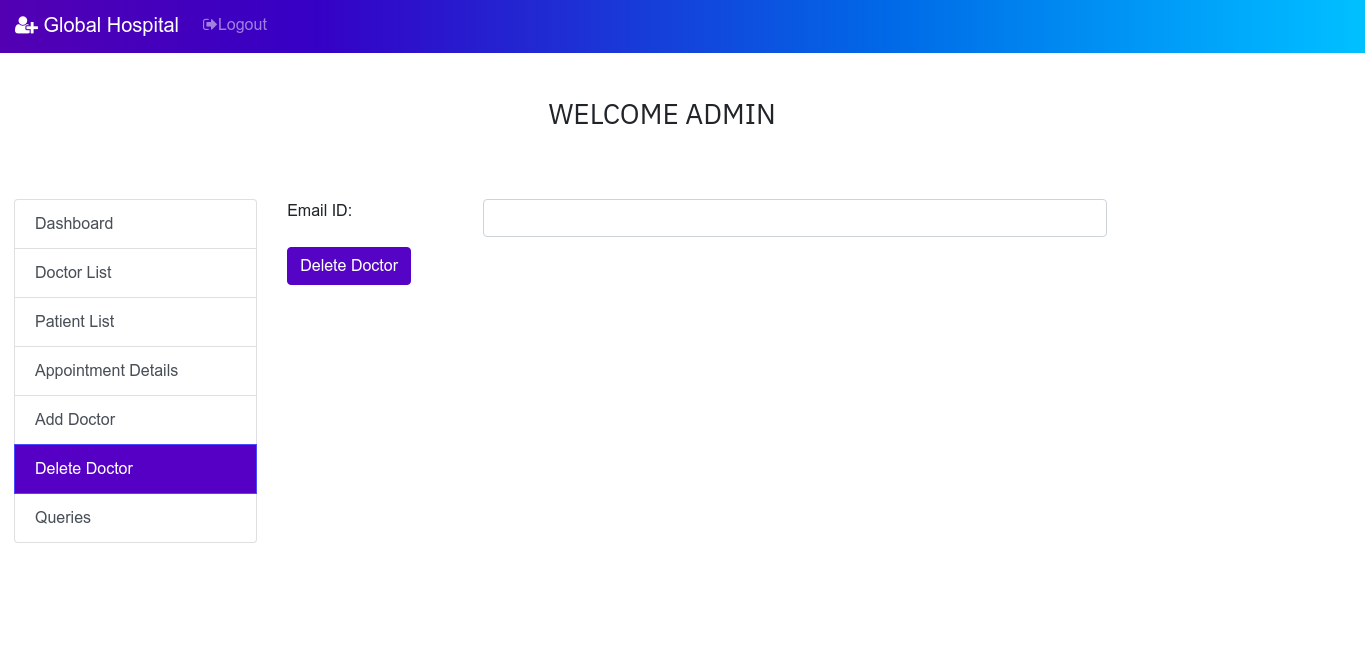 Global Hospital Logout
WELCOME ADMIN
Dashboard
Doctor List
Patient List
Appointment Details
Add Doctor
Delete Doctor
Queries
Email ID:
Delete Doctor